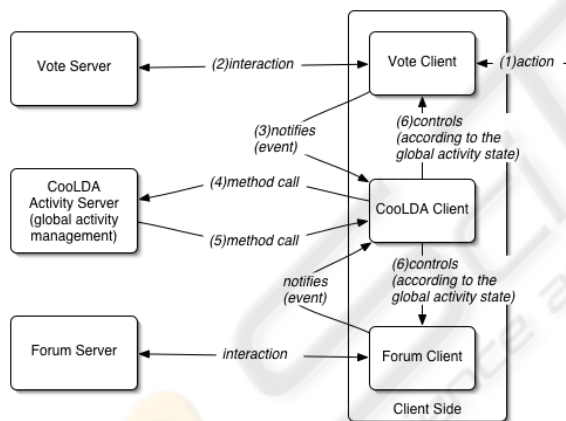 Vote Server
(2)interaction
Vote Client
(1)action
(3)notifies
(event)
(6)controls
(according to the
global activity state)
CooLDA
Activity Server
(global activity
management)
(4)method call
(5)method call
CooLDA Client
notifies
(event)
(6)controls
(according to the
global activity state)
Forum Server
interaction
Forum Client
Client Side